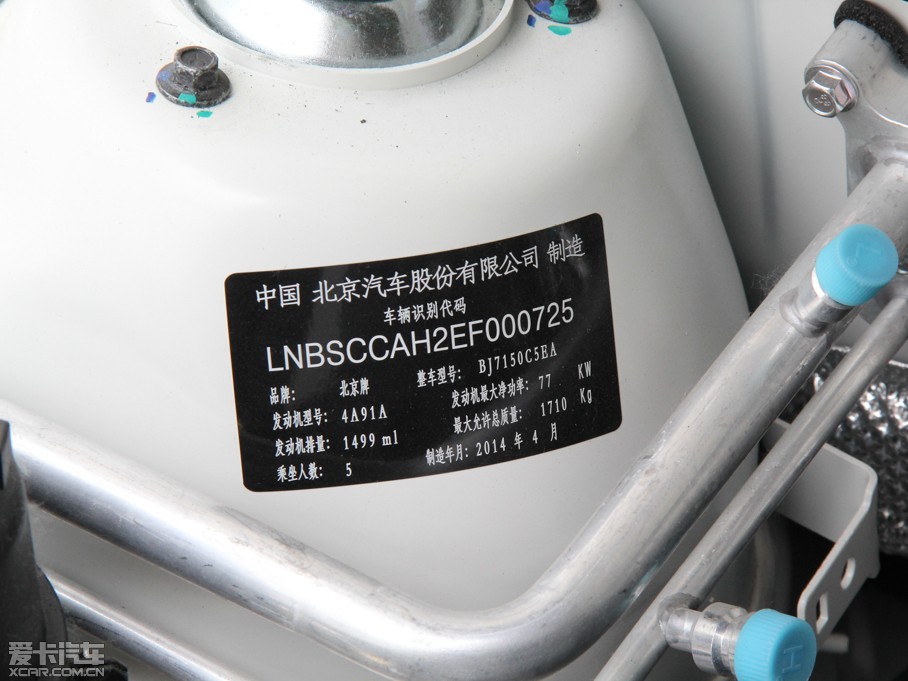 中国 北京汽车股份有限公司 制造
车辆识别代码
LNBSCCAH2EF000725
品牌: 北京牌 整车型号: BJ7150C5EA
发动机型号: 4A91A 发动机最大净功率: 77 KW
发动机排量: 1499 ml 最大允许总质量: 1710 Kg
乘坐人数: 5 制造年月: 2014 年 4 月
爱卡汽车
XCAR.COM.CN